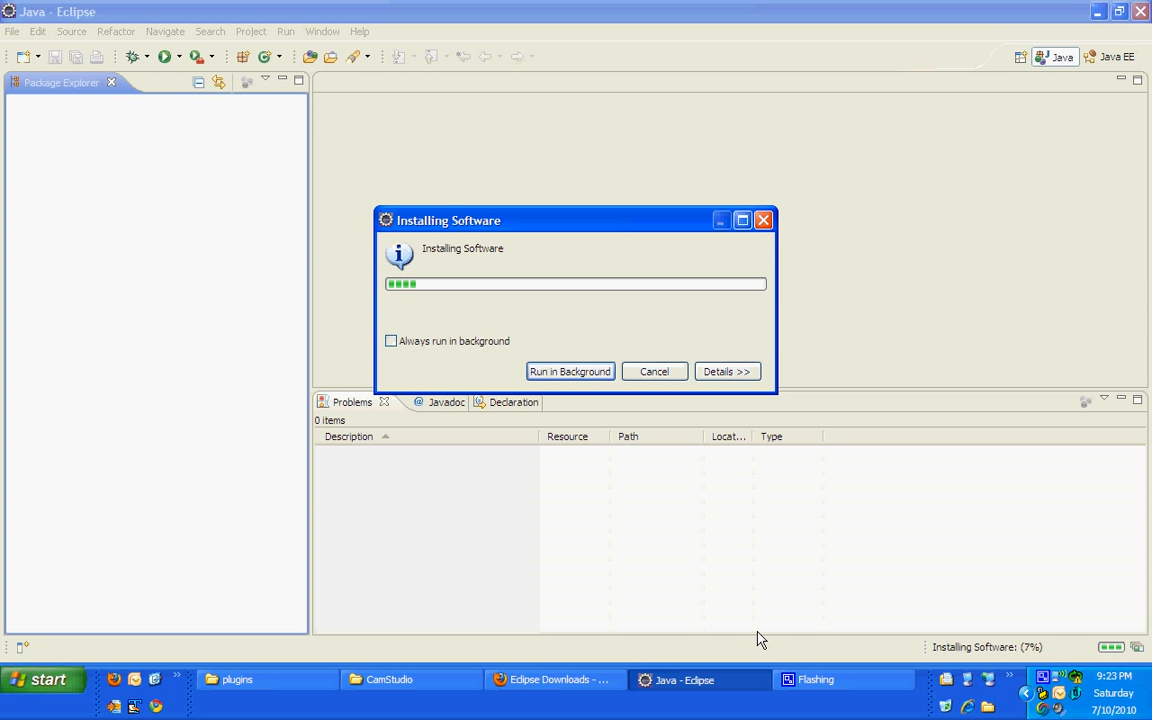 Java - Eclipse
File Edit Source Refactor Navigate Search Project Run Window Help
Java Java EE
Package Explorer
Installing Software
Installing Software
Always run in background
Run in Background Cancel Details >>
Problems @ Javadoc Declaration
0 items
Description Resource Path Locat... Type
Installing Software: (7%)
start plugins CamStudio Eclipse Downloads - ... Java - Eclipse Flashing
9:23 PM
Saturday
7/10/2010